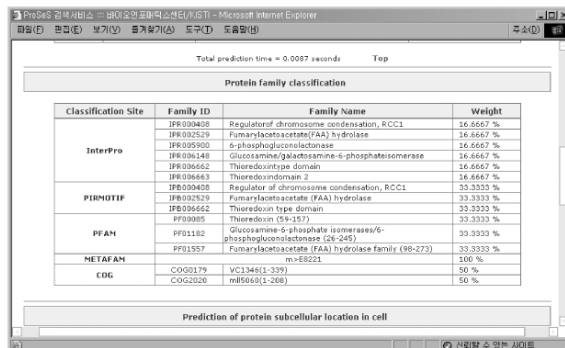 ProSeS 검색서비스 ::: 바이오인포매틱스센터/KISTI - Microsoft Internet Explorer
파일(F) 편집(E) 보기(V) 즐겨찾기(A) 도구(T) 도움말(H) 주소(D)
Total prediction time = 0.0087 seconds Top
Protein family classification
Classification Site Family ID Family Name Weight
InterPro
IPR000408 Regulatorof chromosome condensation, RCC1 16.6667 %
IPR002529 Fumarylacetoacetate(FAA) hydrolase 16.6667 %
IPR005900 6-phosphogluconolactonase 16.6667 %
IPR006148 Glucosamine/galactosamine-6-phosphateisomerase 16.6667 %
IPR006662 Thioredoxintype domain 16.6667 %
IPR006663 Thioredoxindomain 2 16.6667 %
PIRMOTIF
IPB000408 Regulator of chromosome condensation, RCC1 33.3333 %
IPB002529 Fumarylacetoacetate (FAA) hydrolase 33.3333 %
IPB006662 Thioredoxin type domain 33.3333 %
PFAM
PF00085 Thioredoxin (59-157) 33.3333 %
PF01182 Glucosamine-6-phosphate isomerases/6-
phosphogluconolactonase (26-245) 33.3333 %
PF01557 Fumarylacetoacetate (FAA) hydrolase family (98-273) 33.3333 %
METAFAM m>E8221 100 %
COG
COG0179 VC1346(1-339) 50 %
COG2020 mll5060(1-208) 50 %
Prediction of protein subcellular location in cell
신뢰할 수 있는 사이트